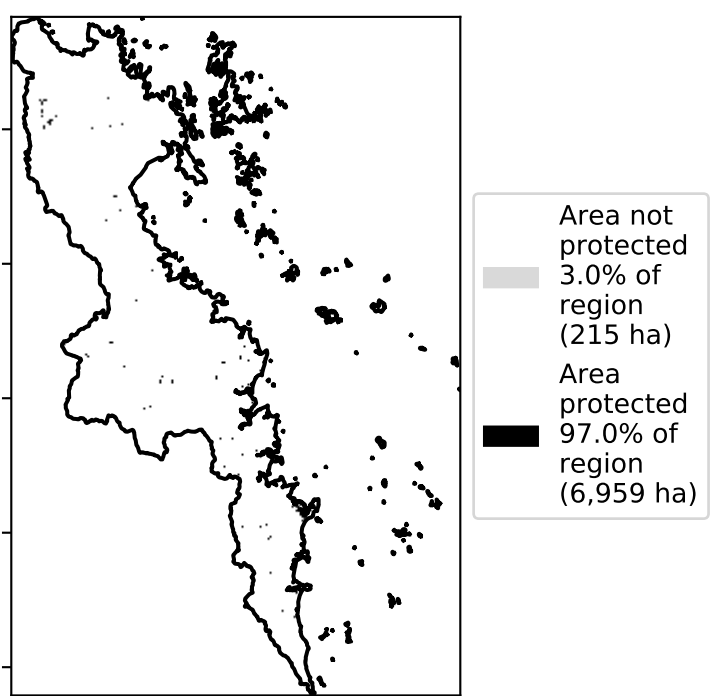 Area not
protected
3.0% of
region
(215 ha)
Area
protected
97.0% of
region
(6,959 ha)